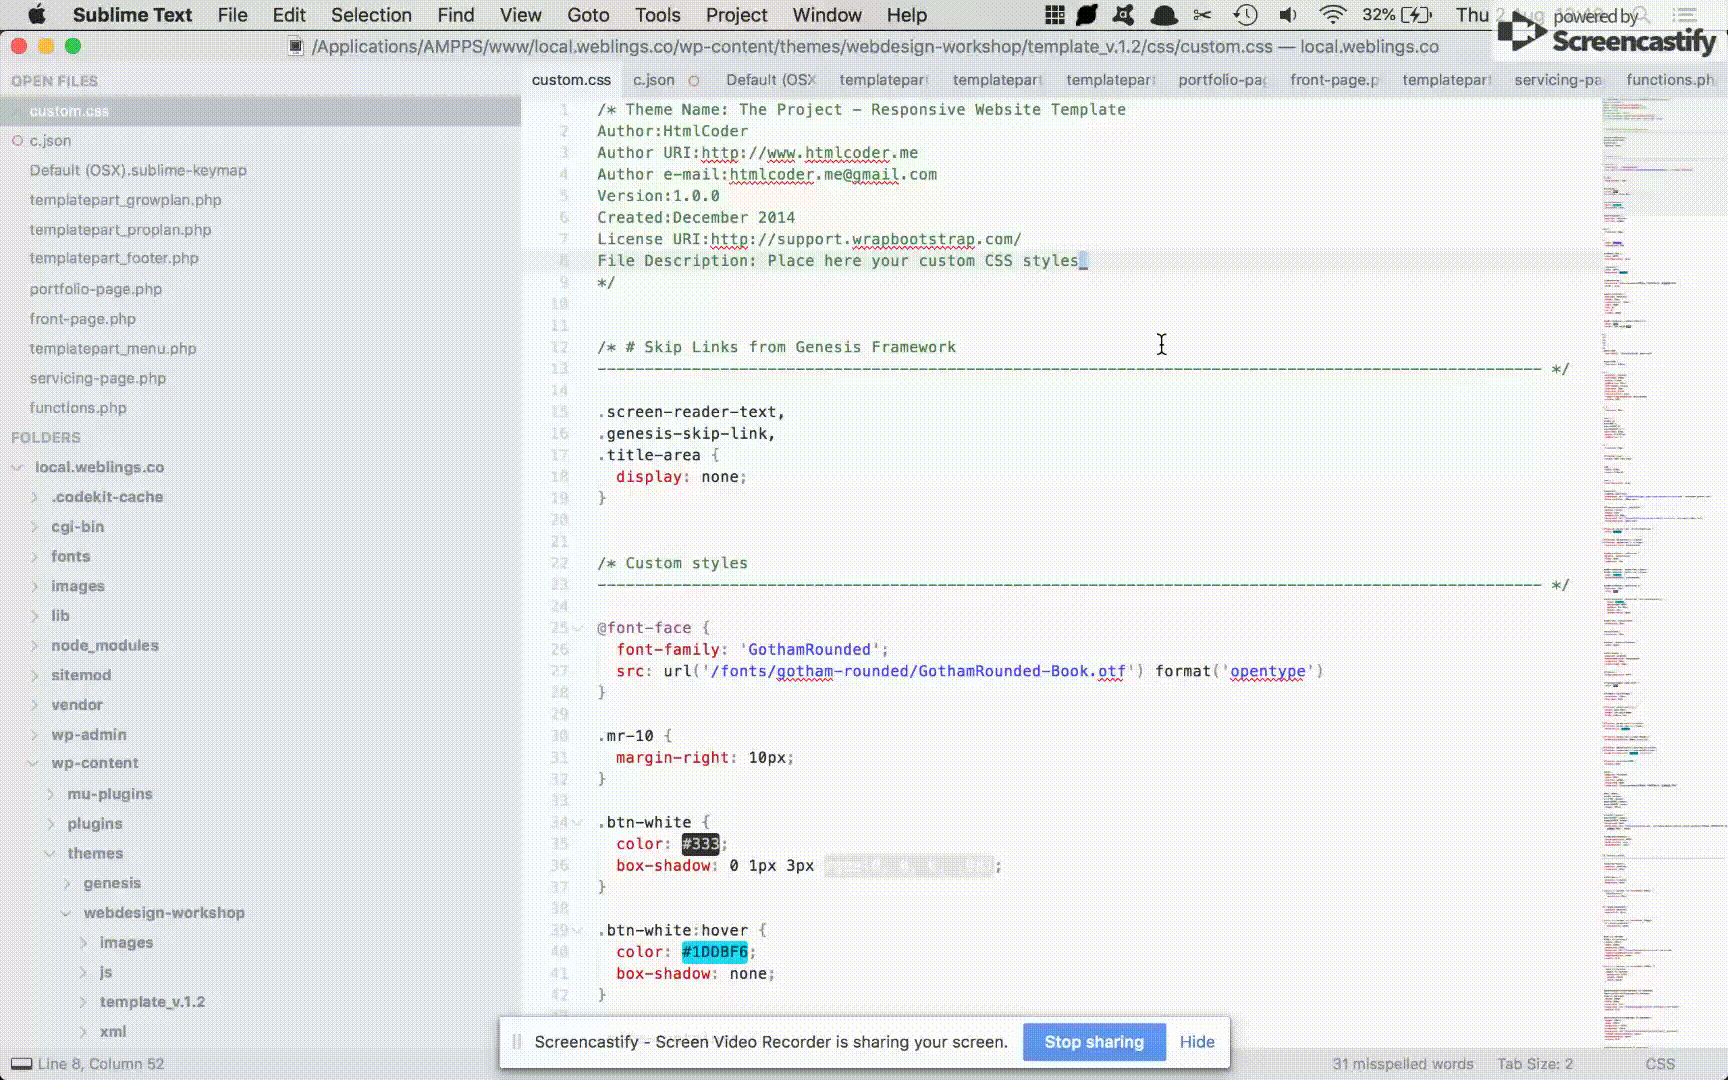 Sublime Text File Edit Selection Find View Goto Tools Project Window Help 32% Thu
powered by
Screencastify
/Applications/AMPPS/www/local.weblings.co/wp-content/themes/webdesign-workshop/template_v.1.2/css/custom.css — local.weblings.co
OPEN FILES
custom.css
c.json
Default (OSX).sublime-keymap
templatepart_growplan.php
templatepart_proplan.php
templatepart_footer.php
portfolio-page.php
front-page.php
templatepart_menu.php
servicing-page.php
functions.php
FOLDERS
local.weblings.co
.codekit-cache
cgi-bin
fonts
images
lib
node_modules
sitemod
vendor
wp-admin
wp-content
mu-plugins
plugins
themes
genesis
webdesign-workshop
images
js
template_v.1.2
xml
custom.css c.json Default (OSX templatepart templatepart templatepart portfolio-pag front-page.p templatepart servicing-pa functions.ph
1 /* Theme Name: The Project - Responsive Website Template
2 Author:HtmlCoder
3 Author URI:http://www.htmlcoder.me
4 Author e-mail:htmlcoder.me@gmail.com
5 Version:1.0.0
6 Created:December 2014
7 License URI:http://support.wrapbootstrap.com/
8 File Description: Place here your custom CSS styles
9 */
10
11
12 /* # Skip Links from Genesis Framework
13 ---------------------------------------------------------------------------------------------------- */
14
15 .screen-reader-text,
16 .genesis-skip-link,
17 .title-area {
18 display: none;
19 }
20
21
22 /* Custom styles
23 ---------------------------------------------------------------------------------------------------- */
24
25 @font-face {
26 font-family: 'GothamRounded';
27 src: url('/fonts/gotham-rounded/GothamRounded-Book.otf') format('opentype')
28 }
29
30 .mr-10 {
31 margin-right: 10px;
32 }
33
34 .btn-white {
35 color: #333;
36 box-shadow: 0 1px 3px ;
37 }
38
39 .btn-white:hover {
40 color: #1DDBF6;
41 box-shadow: none;
42 }
Screencastify - Screen Video Recorder is sharing your screen. Stop sharing Hide
Line 8, Column 52 31 misspelled words Tab Size: 2 CSS